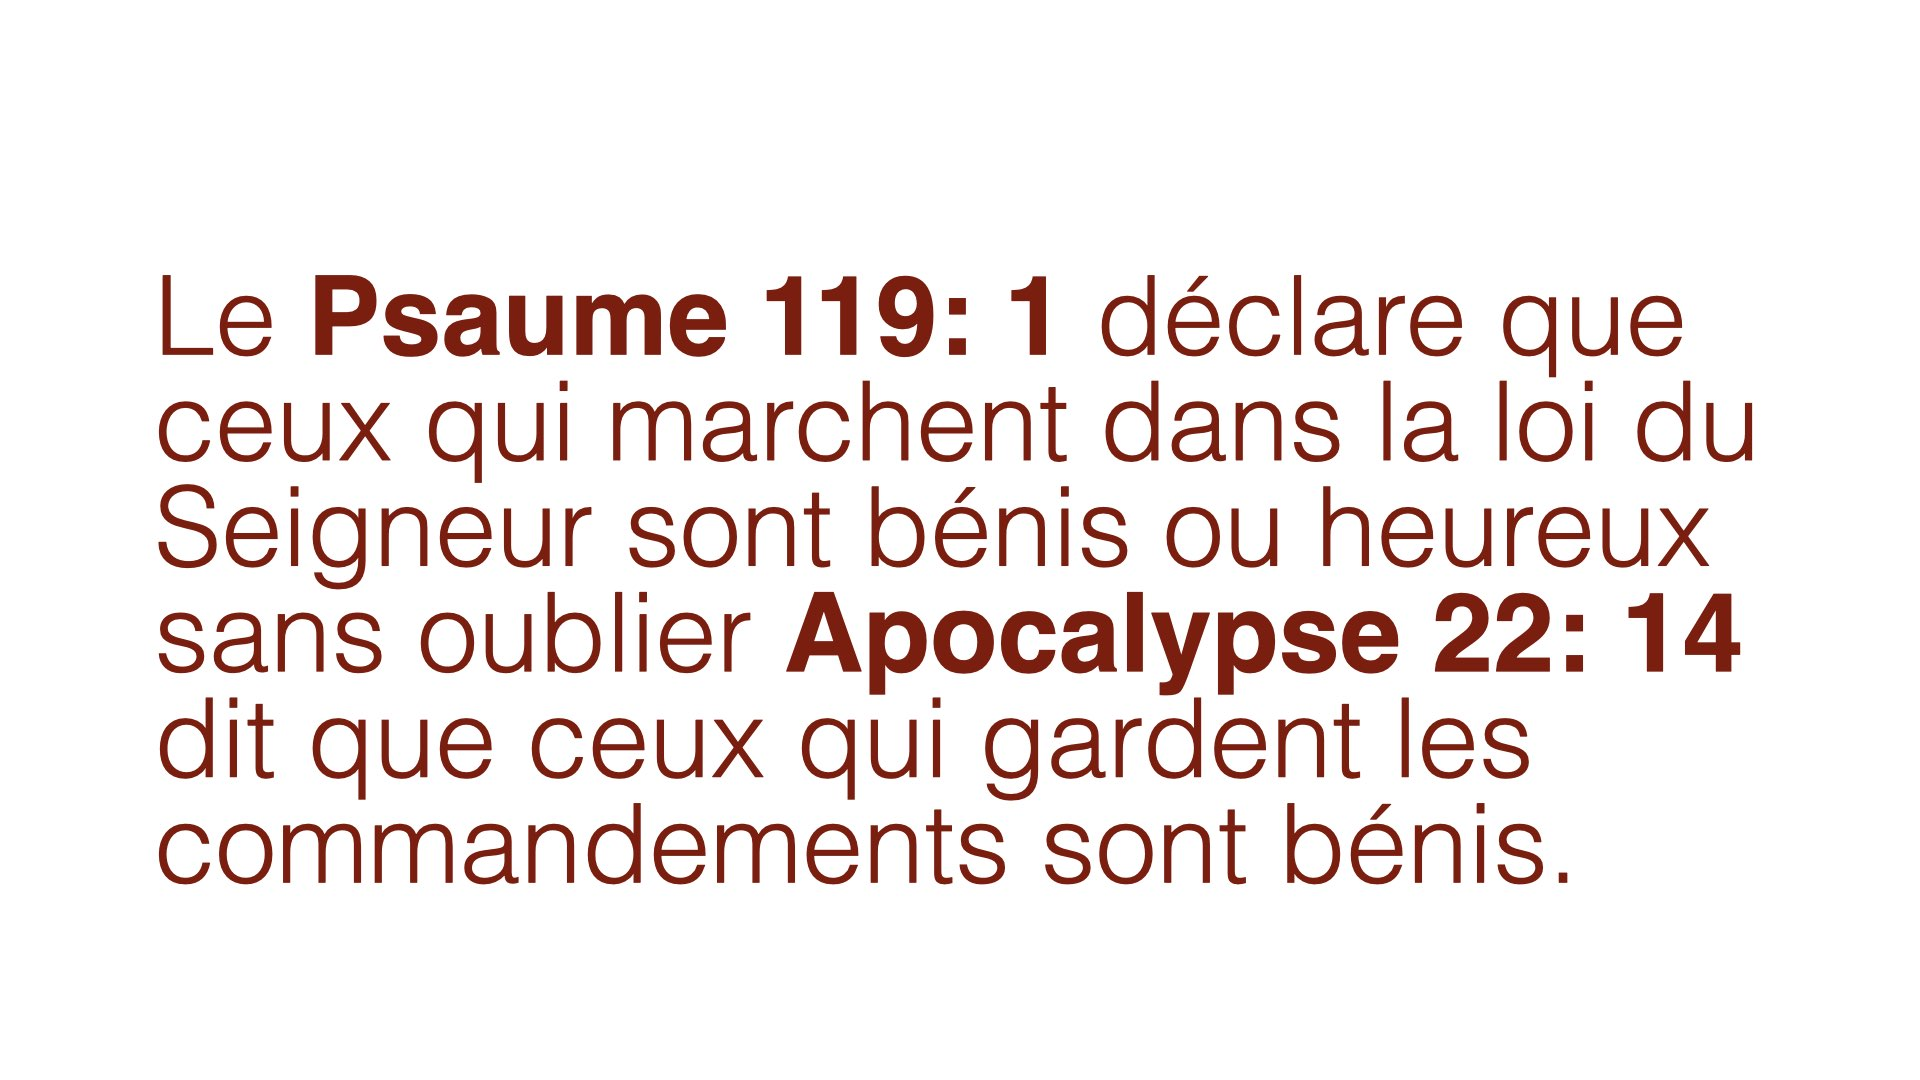 Le Psaume 119: 1 déclare que
ceux qui marchent dans la loi du
Seigneur sont bénis ou heureux
sans oublier Apocalypse 22: 14
dit que ceux qui gardent les
commandements sont bénis.